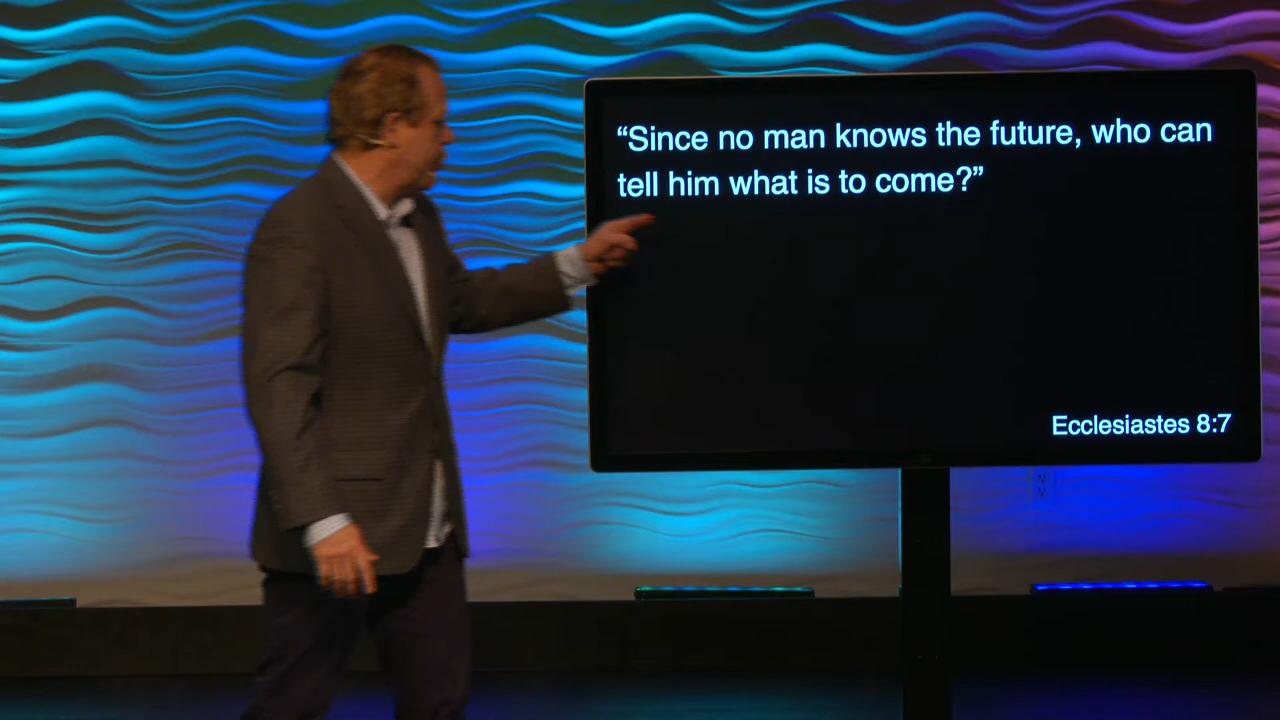 “Since no man knows the future, who can
tell him what is to come?”
Ecclesiastes 8:7